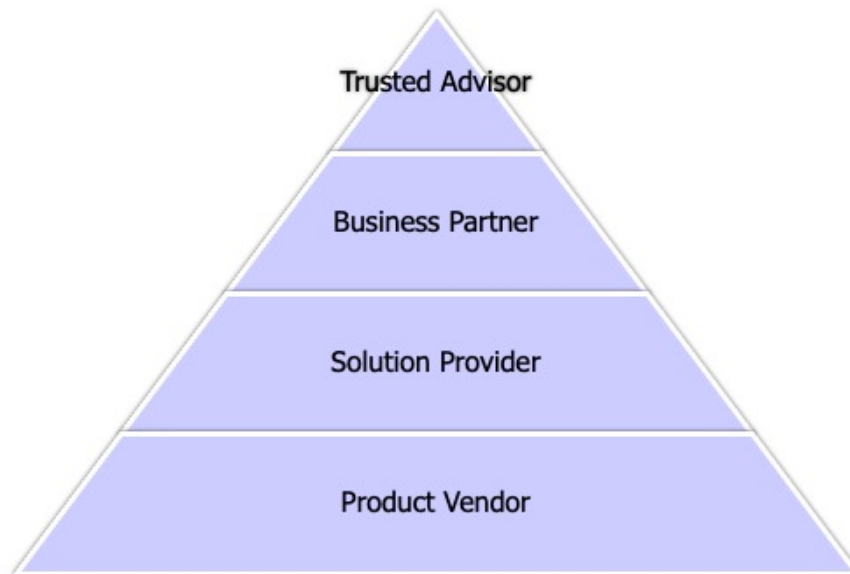 Trusted Advisor
Business Partner
Solution Provider
Product Vendor